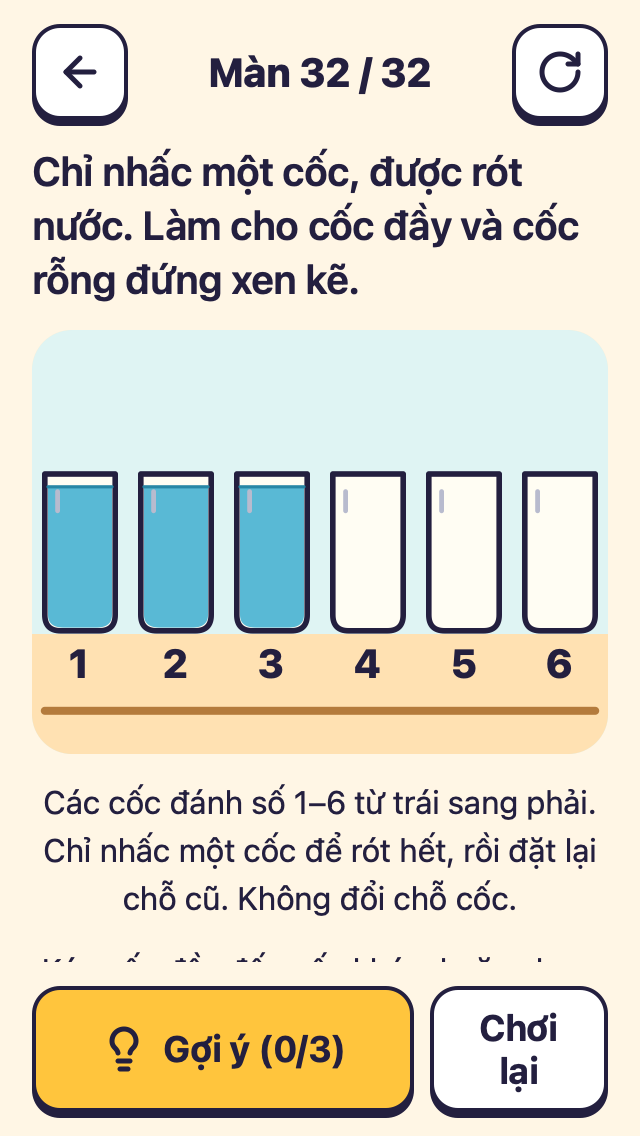 Màn 32 / 32
Chỉ nhấc một cốc, được rót
nước. Làm cho cốc đầy và cốc
rỗng đứng xen kẽ.
1 2 3 4 5 6
Các cốc đánh số 1–6 từ trái sang phải.
Chỉ nhấc một cốc để rót hết, rồi đặt lại
chỗ cũ. Không đổi chỗ cốc.
Gợi ý (0/3)
Chơi
lại